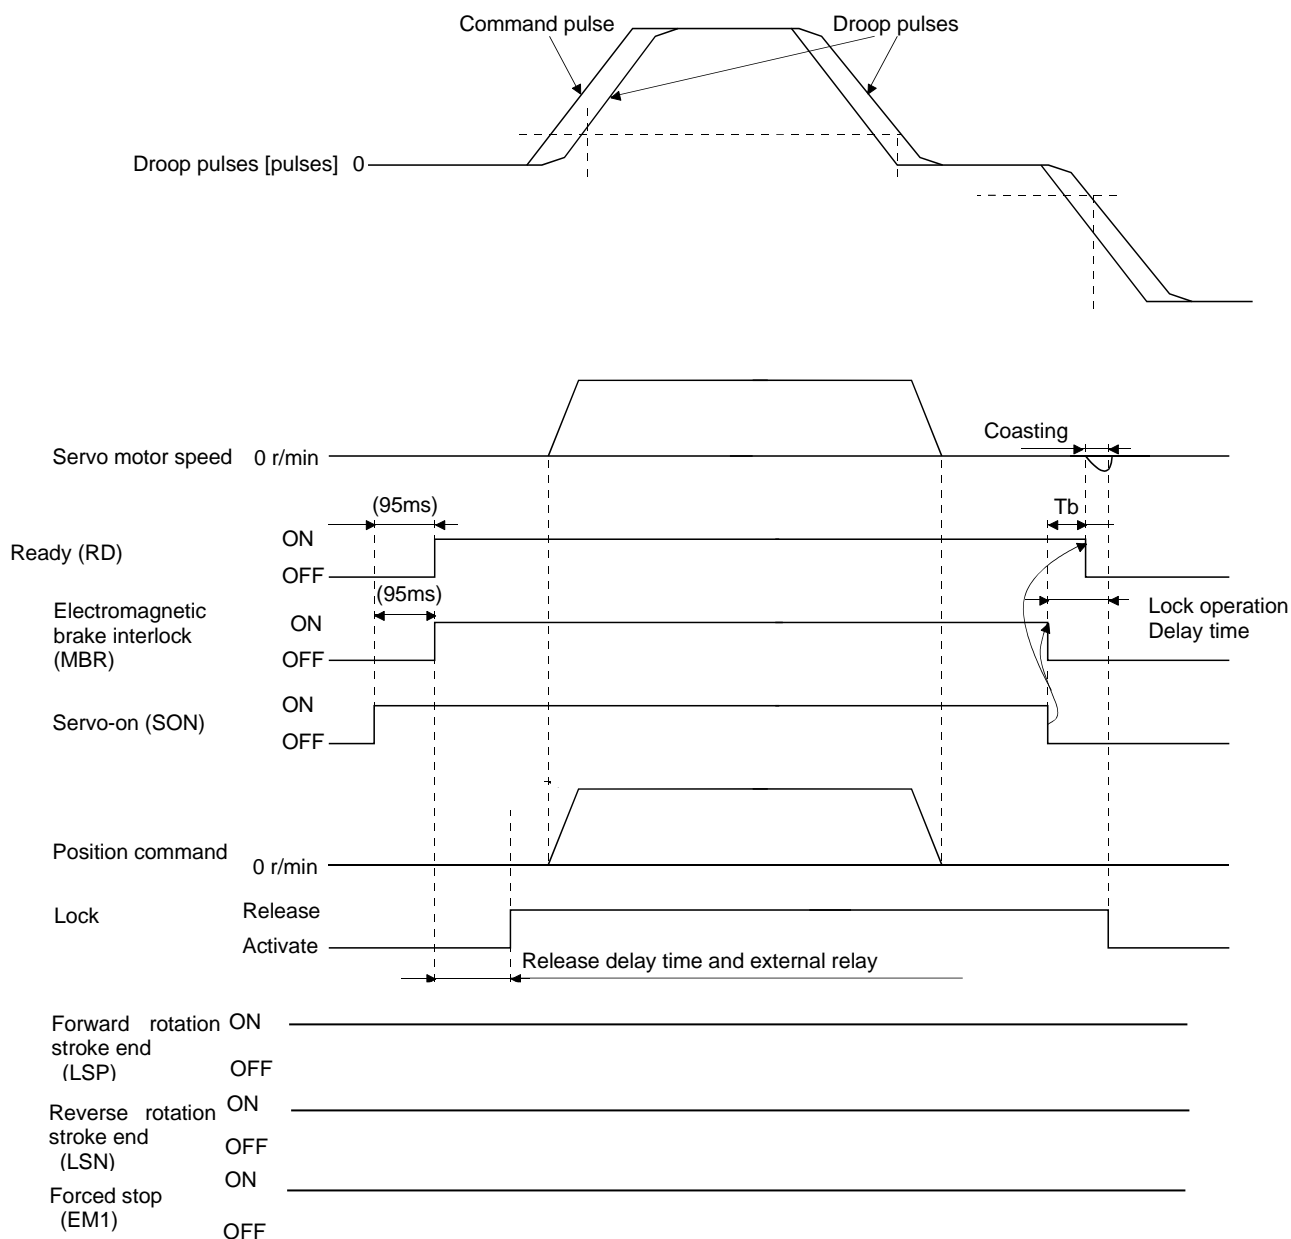 Command pulse
Droop pulses
Droop pulses [pulses] 0
Coasting
Servo motor speed 0 r/min
(95ms)
Tb
Ready (RD)
ON
OFF
(95ms)
Electromagnetic
brake interlock
(MBR)
ON
OFF
Lock operation
Delay time
Servo-on (SON)
ON
OFF
Position command
0 r/min
Lock
Release
Activate
Release delay time and external relay
Forward rotation
stroke end
(LSP)
ON
OFF
Reverse rotation
stroke end
(LSN)
ON
OFF
Forced stop
(EM1)
ON
OFF